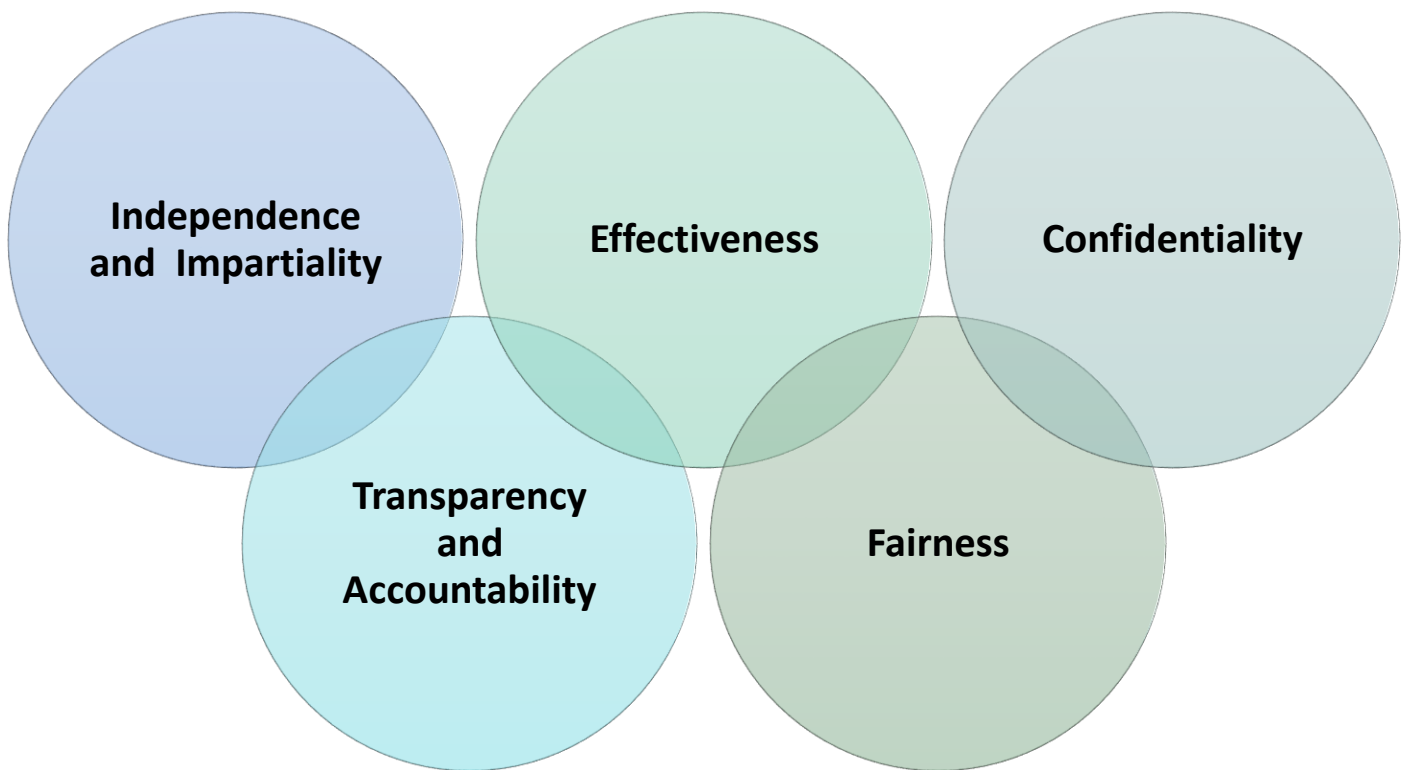 Independence
and  Impartiality
Effectiveness
Confidentiality
Transparency
and
Accountability
Fairness